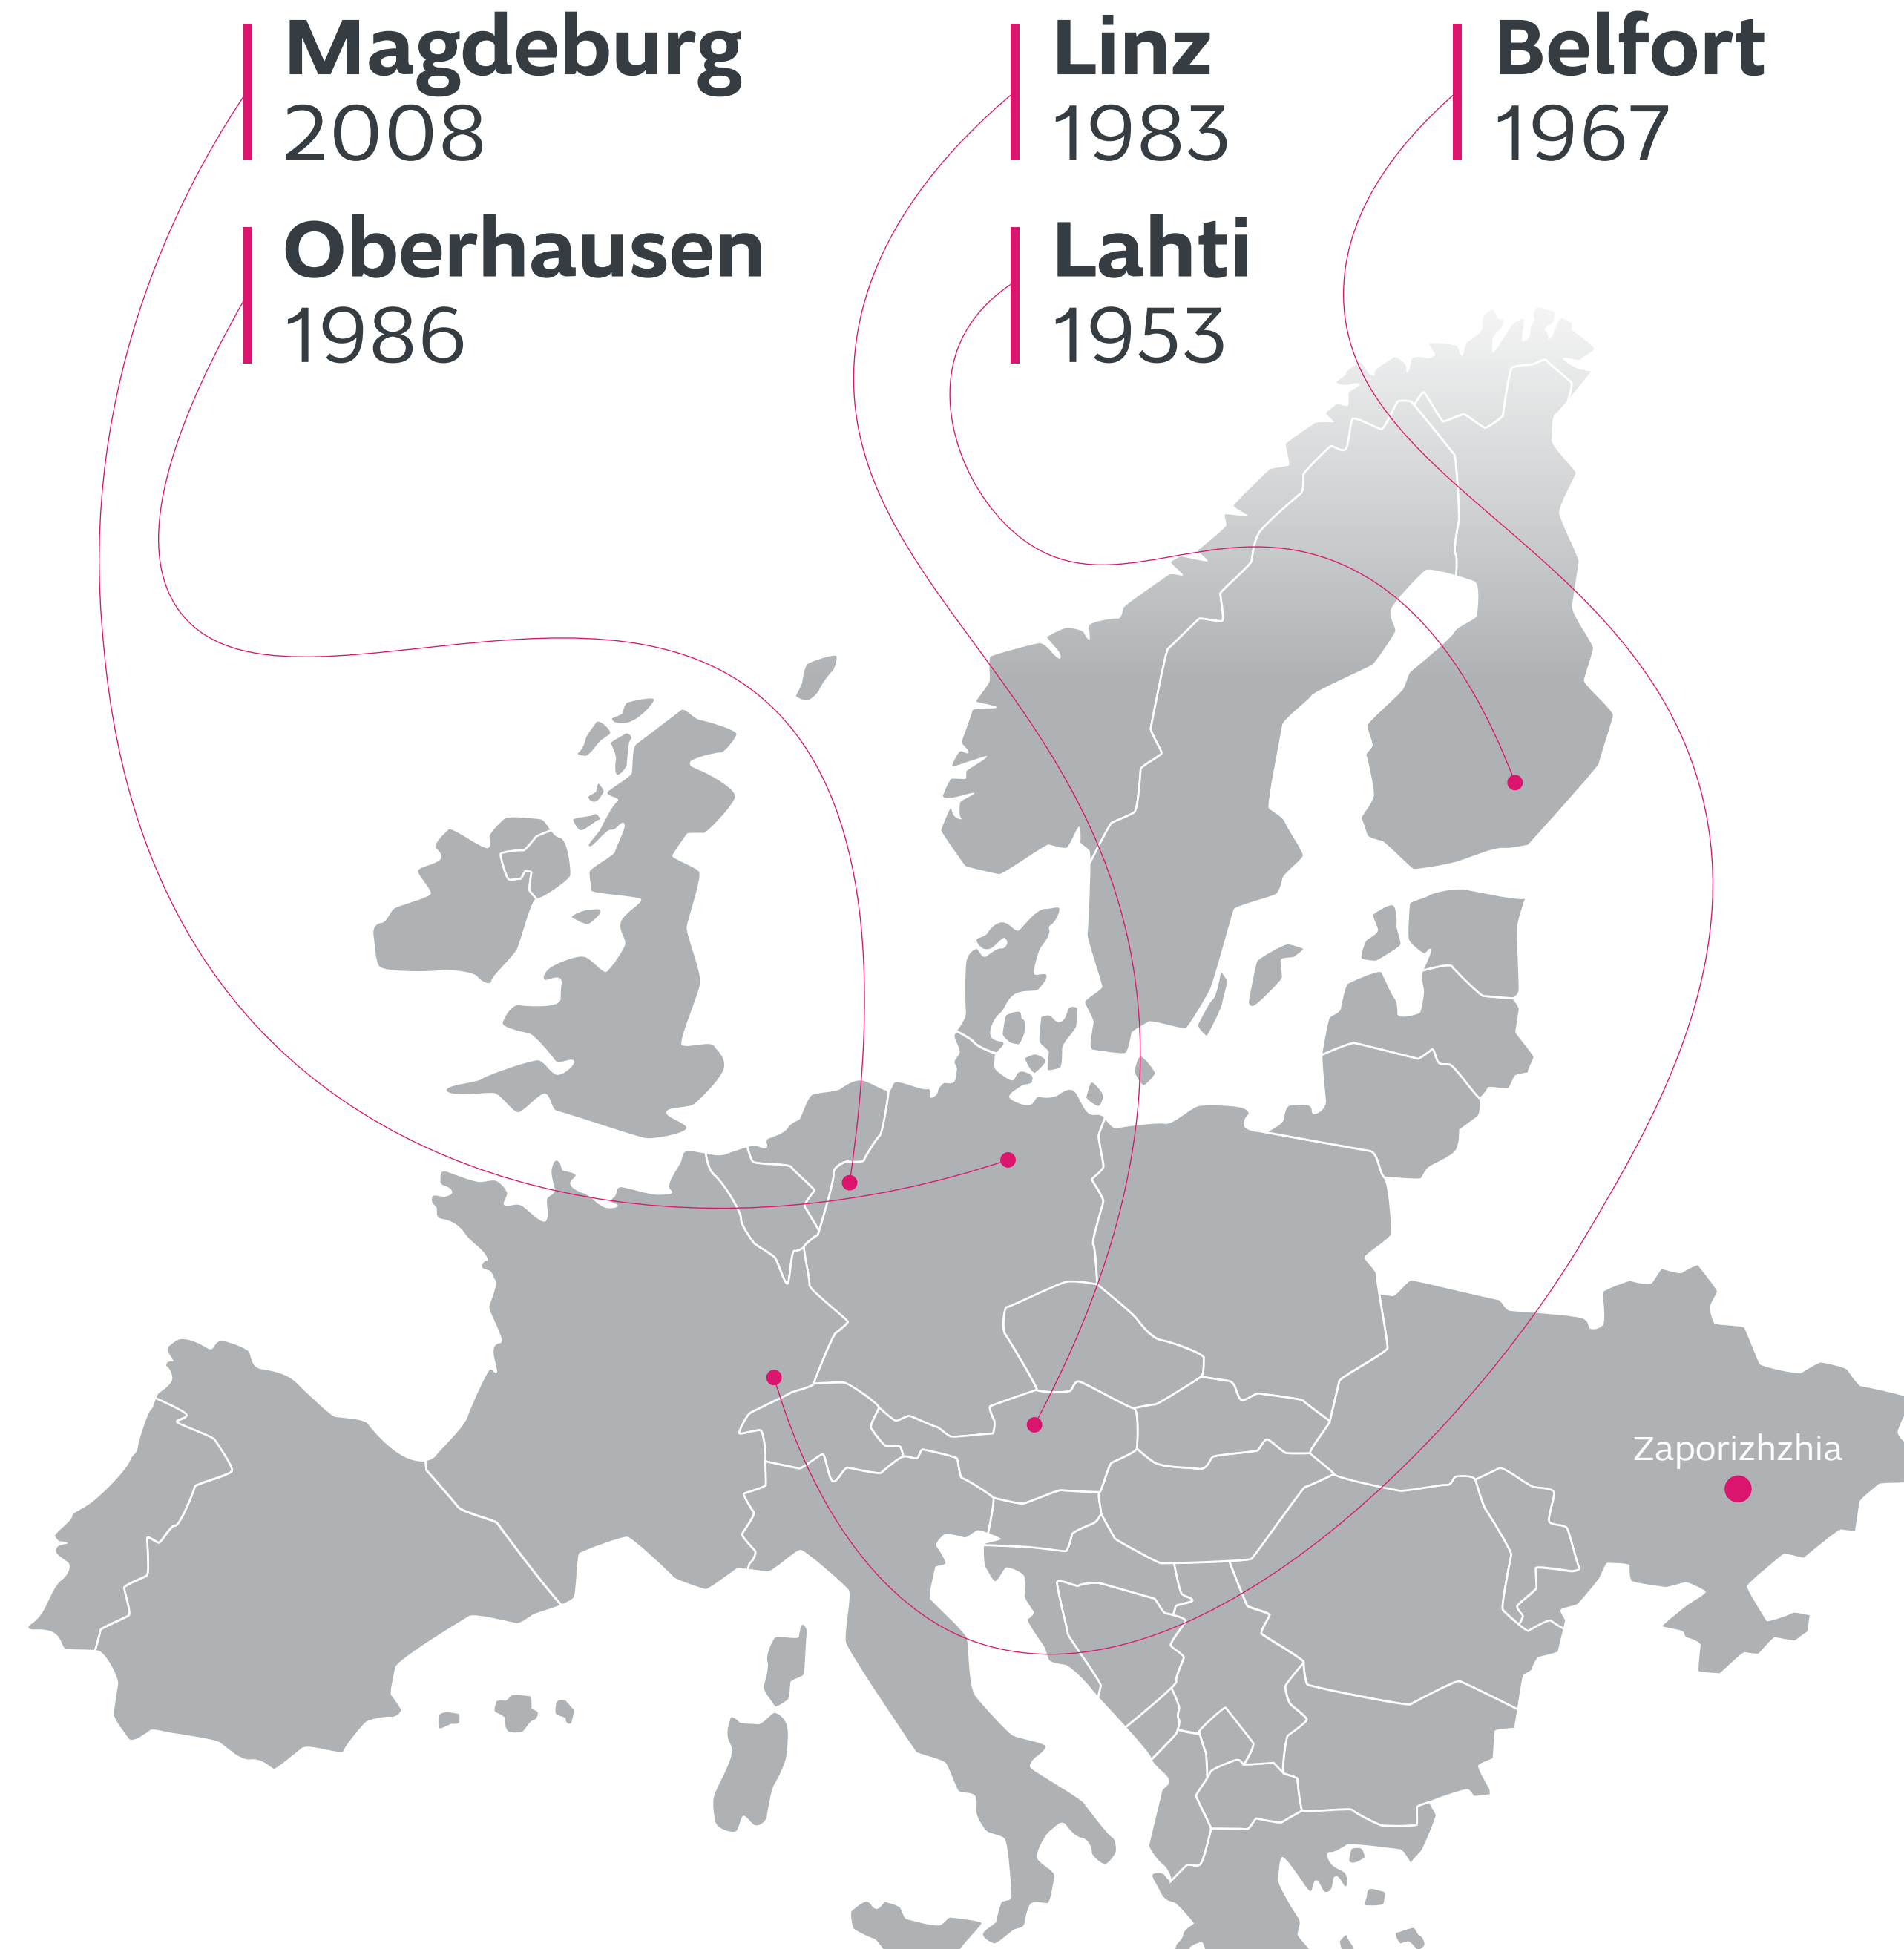 Magdeburg
2008
Oberhausen
1986
Linz
1983
Lahti
1953
Belfort
1967
Zaporizhzhia